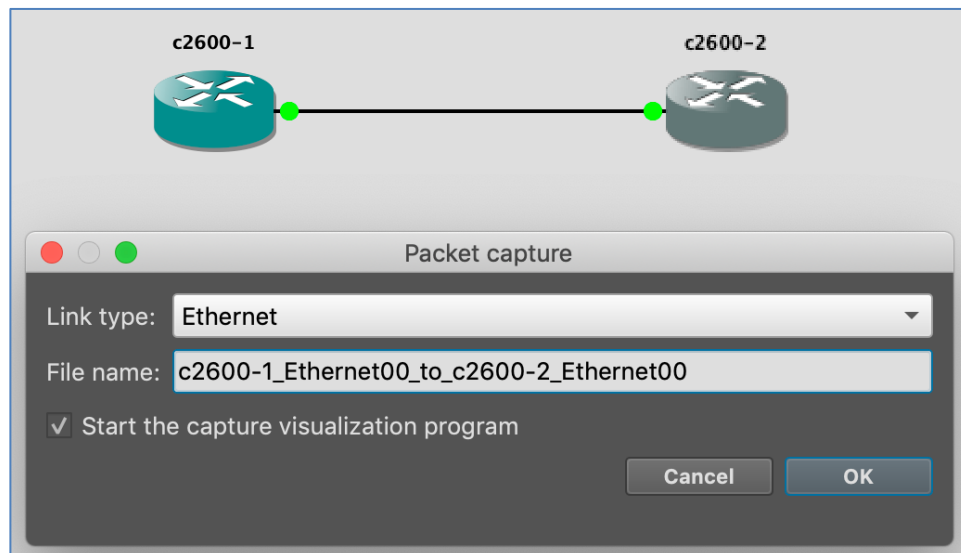 c2600-1 c2600-2
Packet capture
Link type: Ethernet
File name: c2600-1_Ethernet00_to_c2600-2_Ethernet00
Start the capture visualization program
Cancel OK